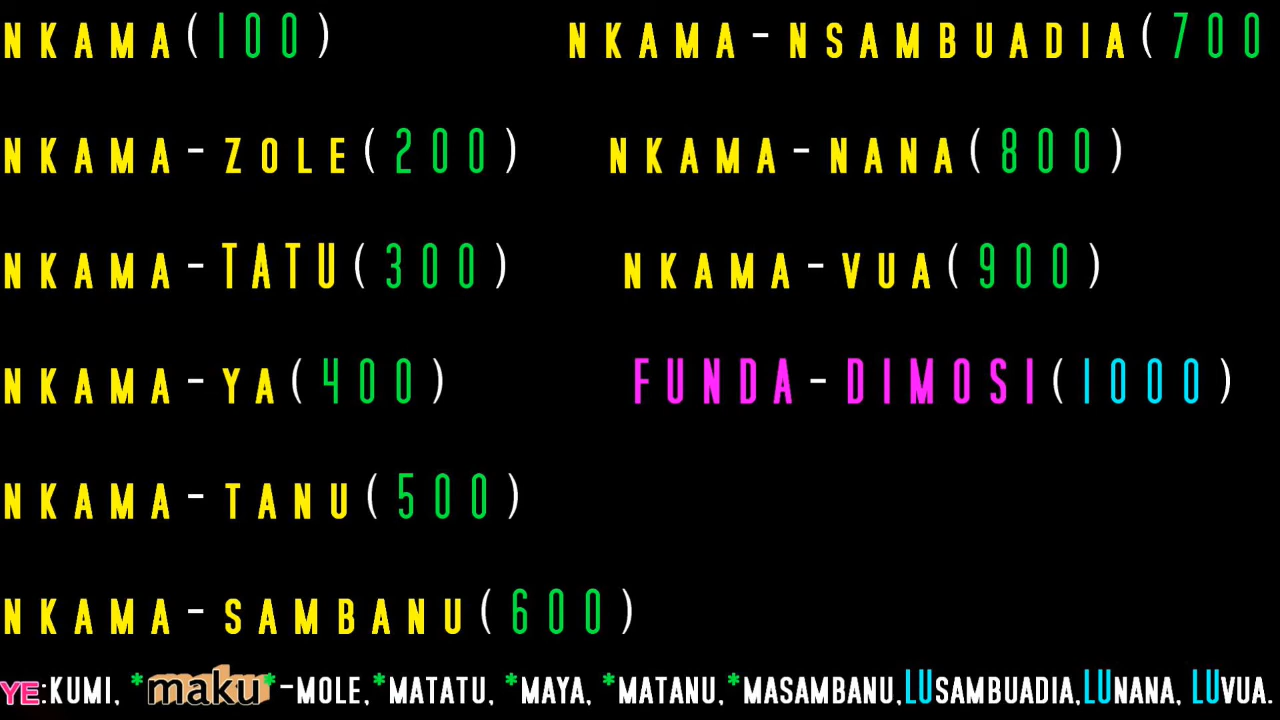 NKAMA(100)
NKAMA-ZOLE(200)
NKAMA-TATU(300)
NKAMA-YA(400)
NKAMA-TANU(500)
NKAMA-SAMBANU(600)
NKAMA-NSAMBUADIA(700
NKAMA-NANA(800)
NKAMA-VUA(900)
FUNDA-DIMOSI(1000)
YE:KUMI, *maku*-MOLE,*MATATU, *MAYA, *MATANU,*MASAMBANU,LUSAMBUADIA,LUNANA, LUVUA.